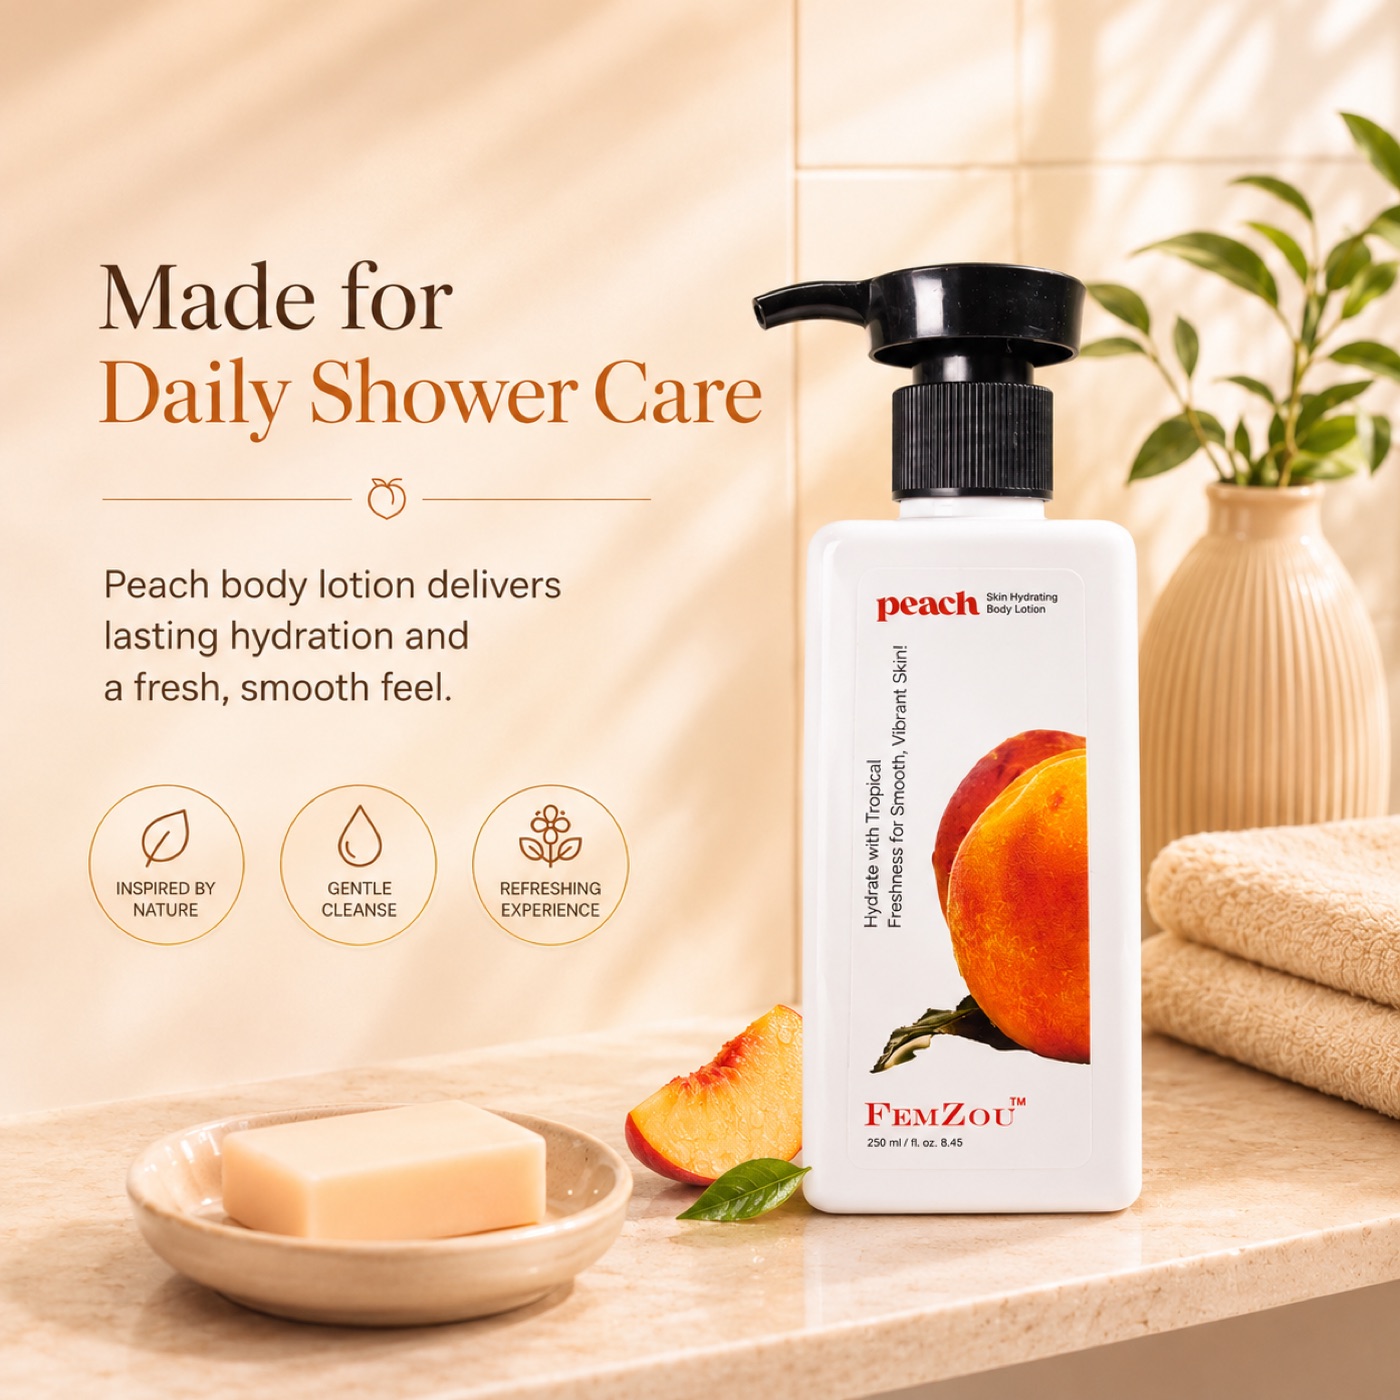 Made for
Daily Shower Care
Peach body lotion delivers
lasting hydration and
a fresh, smooth feel.
INSPIRED BY
NATURE
GENTLE
CLEANSE
REFRESHING
EXPERIENCE
peach
Skin Hydrating
Body Lotion
Hydrate with Tropical
Freshness for Smooth, Vibrant Skin!
FEMZOU™
250 ml / fl. oz. 8.45